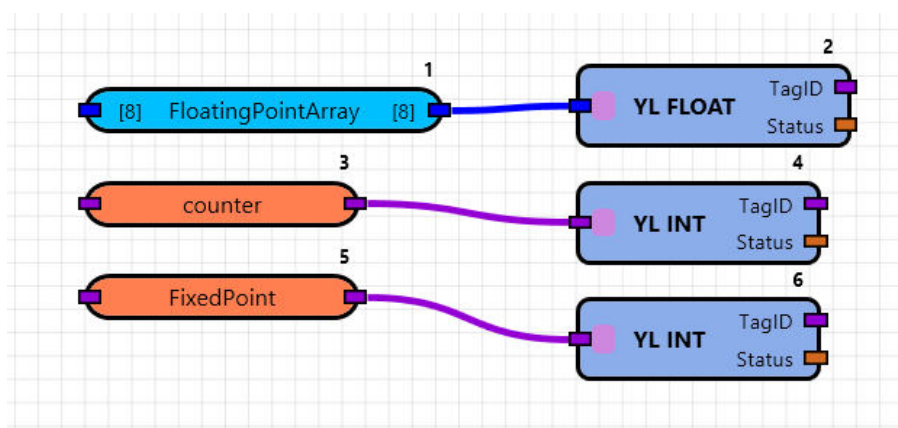 1
[8] FloatingPointArray [8]
2
YL FLOAT
TagID
Status
3
counter
4
YL INT
TagID
Status
5
FixedPoint
6
YL INT
TagID
Status